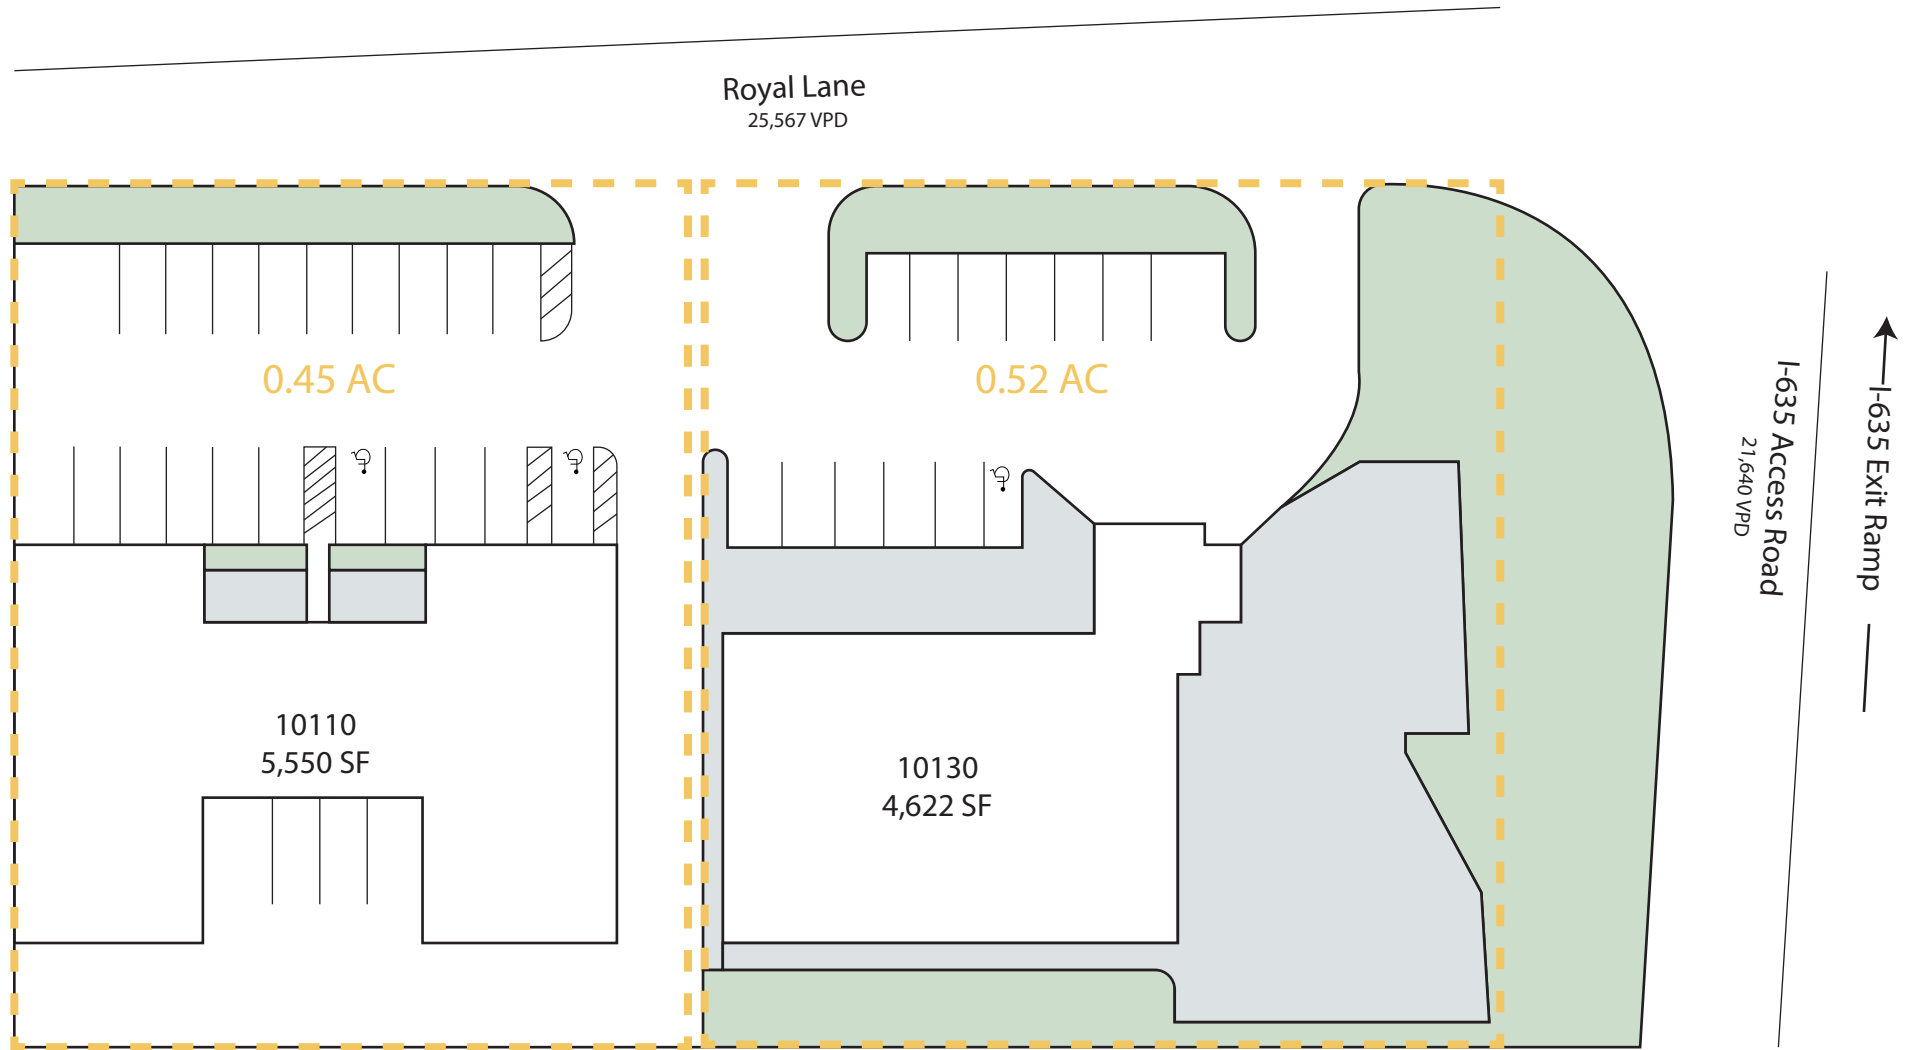 Royal Lane
25,567 VPD
0.45 AC
0.52 AC
I-635 Access Road
21,640 VPD
I-635 Exit Ramp
10110
5,550 SF
10130
4,622 SF